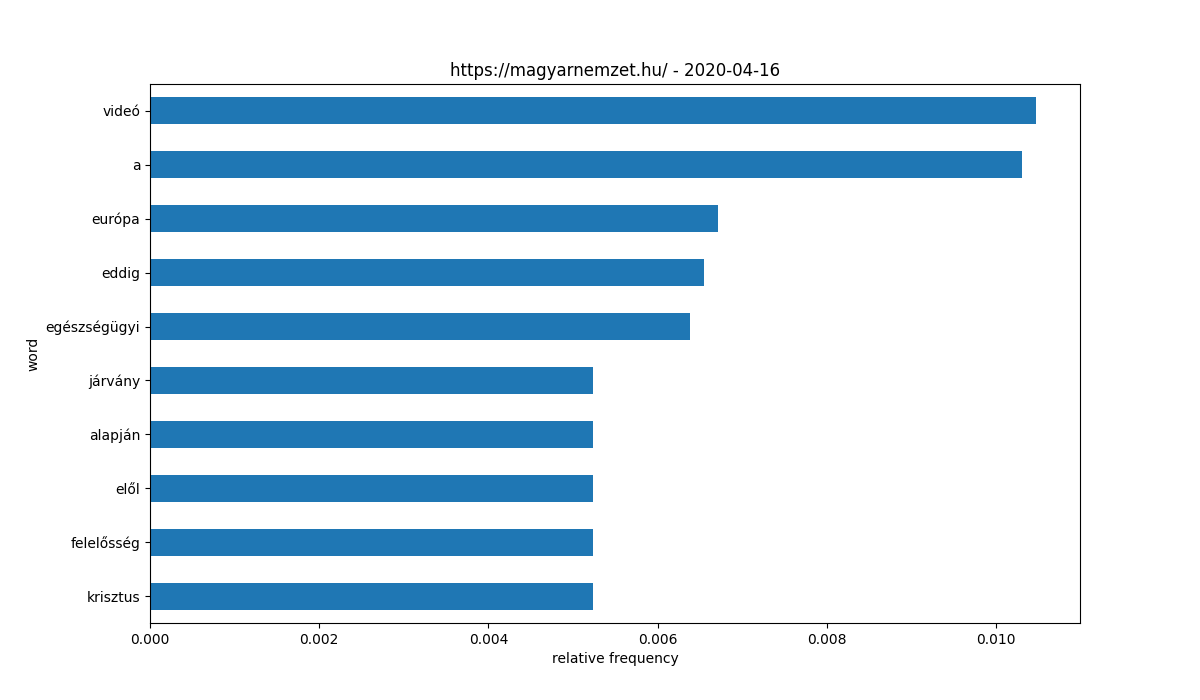 https://magyarnemzet.hu/ - 2020-04-16
videó
a
európa
eddig
egészségügyi
járvány
alapján
elől
felelősség
krisztus
word
0.000 0.002 0.004 0.006 0.008 0.010
relative frequency